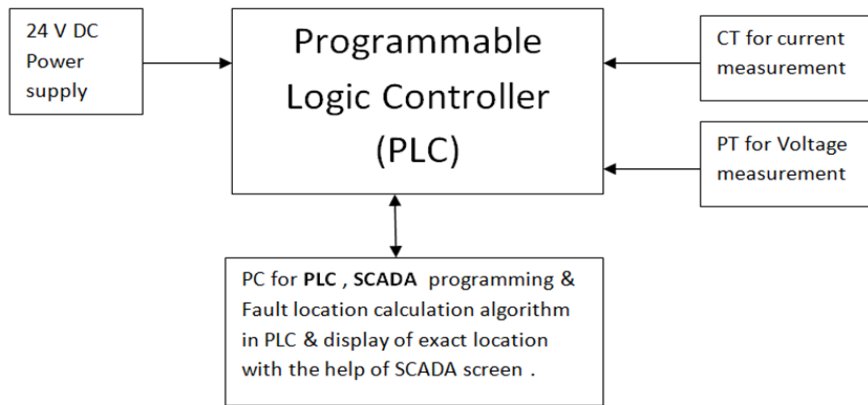 24 V DC
Power
supply
Programmable
Logic Controller
(PLC)
CT for current
measurement
PT for Voltage
measurement
PC for PLC , SCADA programming &
Fault location calculation algorithm
in PLC & display of exact location
with the help of SCADA screen .